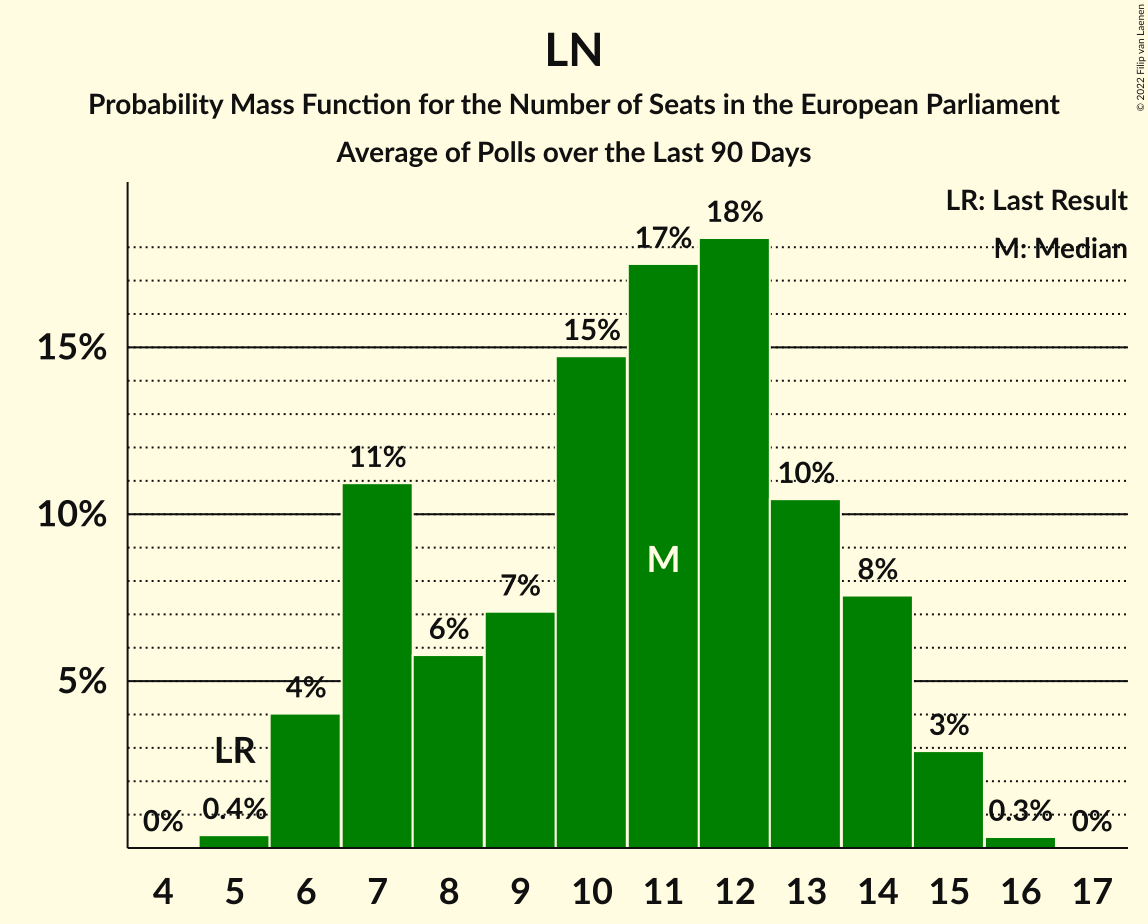 LN
Probability Mass Function for the Number of Seats in the European Parliament
Average of Polls over the Last 90 Days
© 2022 Filip van Laenen
LR: Last Result
M: Median
18%
17%
15%
15%
11%
10%
10%
M
8%
7%
6%
5%
4%
3%
LR
0.4%
0.3%
0%
0%
4 5 6 7 8 9 10 11 12 13 14 15 16 17